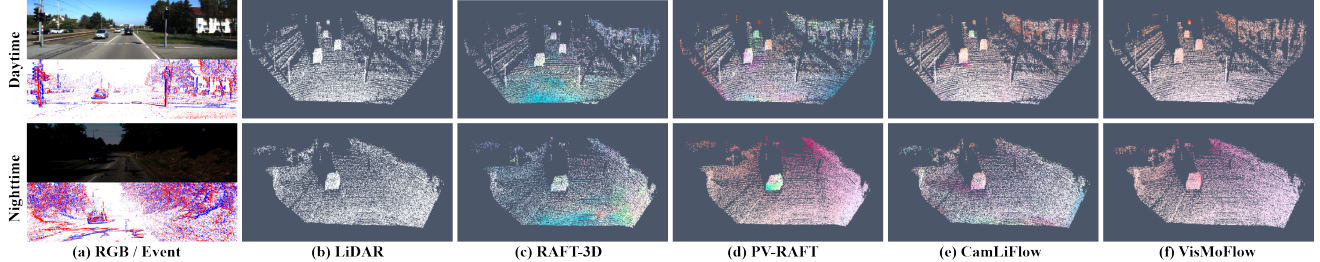 Daytime
Nighttime
(a) RGB / Event
(b) LiDAR
(c) RAFT-3D
(d) PV-RAFT
(e) CamLiFlow
(f) VisMoFlow